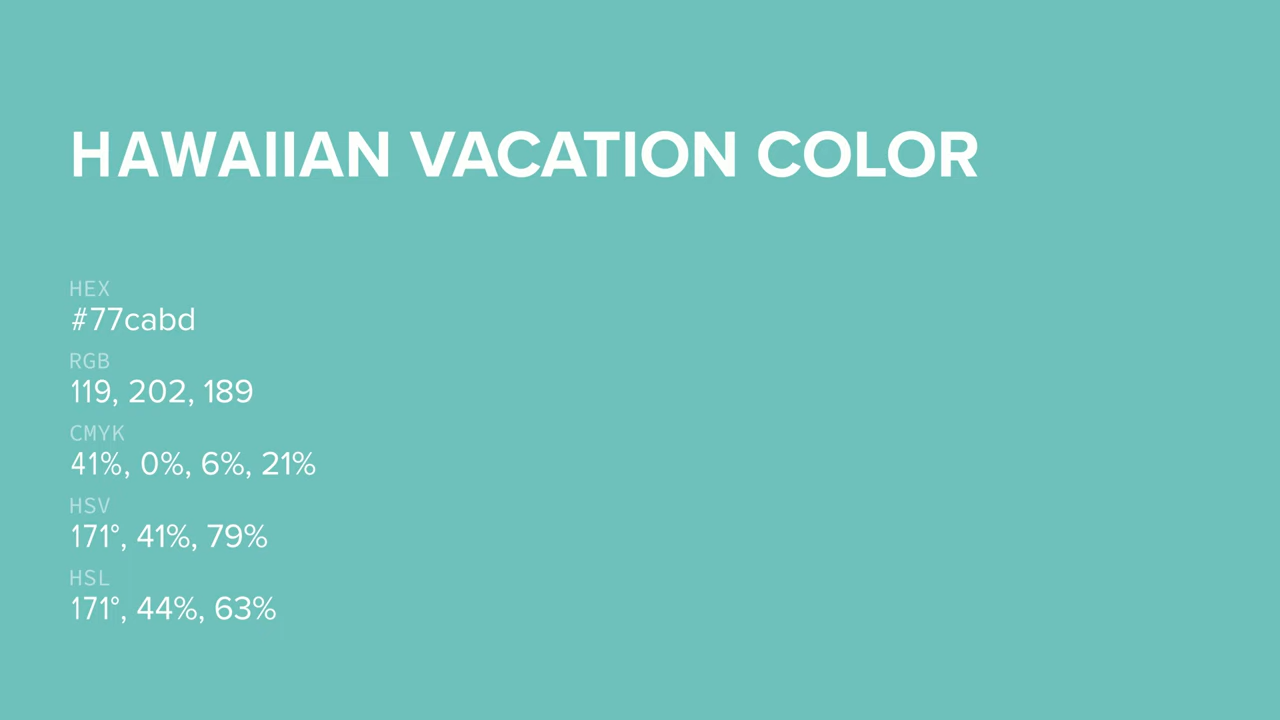 HAWAIIAN VACATION COLOR
HEX
#77cabd
RGB
119, 202, 189
CMYK
41%, 0%, 6%, 21%
HSV
171°, 41%, 79%
HSL
171°, 44%, 63%